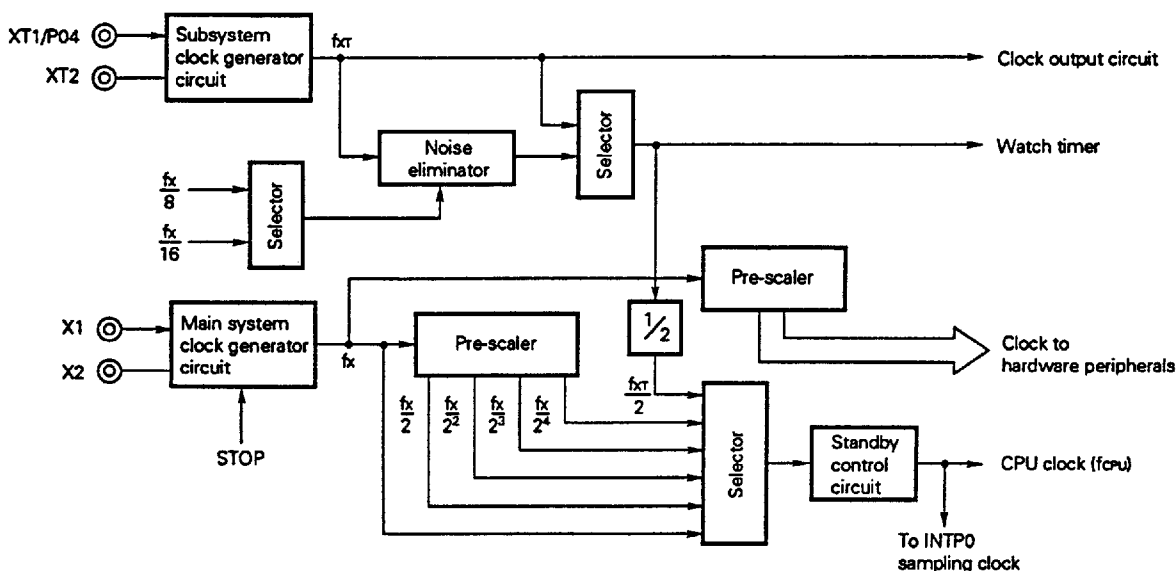 XT1/P04
XT2
Subsystem
clock generator
circuit
fXT
Clock output circuit
Noise
eliminator
Selector
Watch timer
fX/8
fX/16
Selector
Pre-scaler
X1
X2
Main system
clock generator
circuit
fX
Pre-scaler
1/2
Clock to
hardware peripherals
STOP
fX/2
fX/2²
fX/2³
fX/2⁴
fXT/2
Selector
Standby
control
circuit
CPU clock (fCPU)
To INTP0
sampling clock